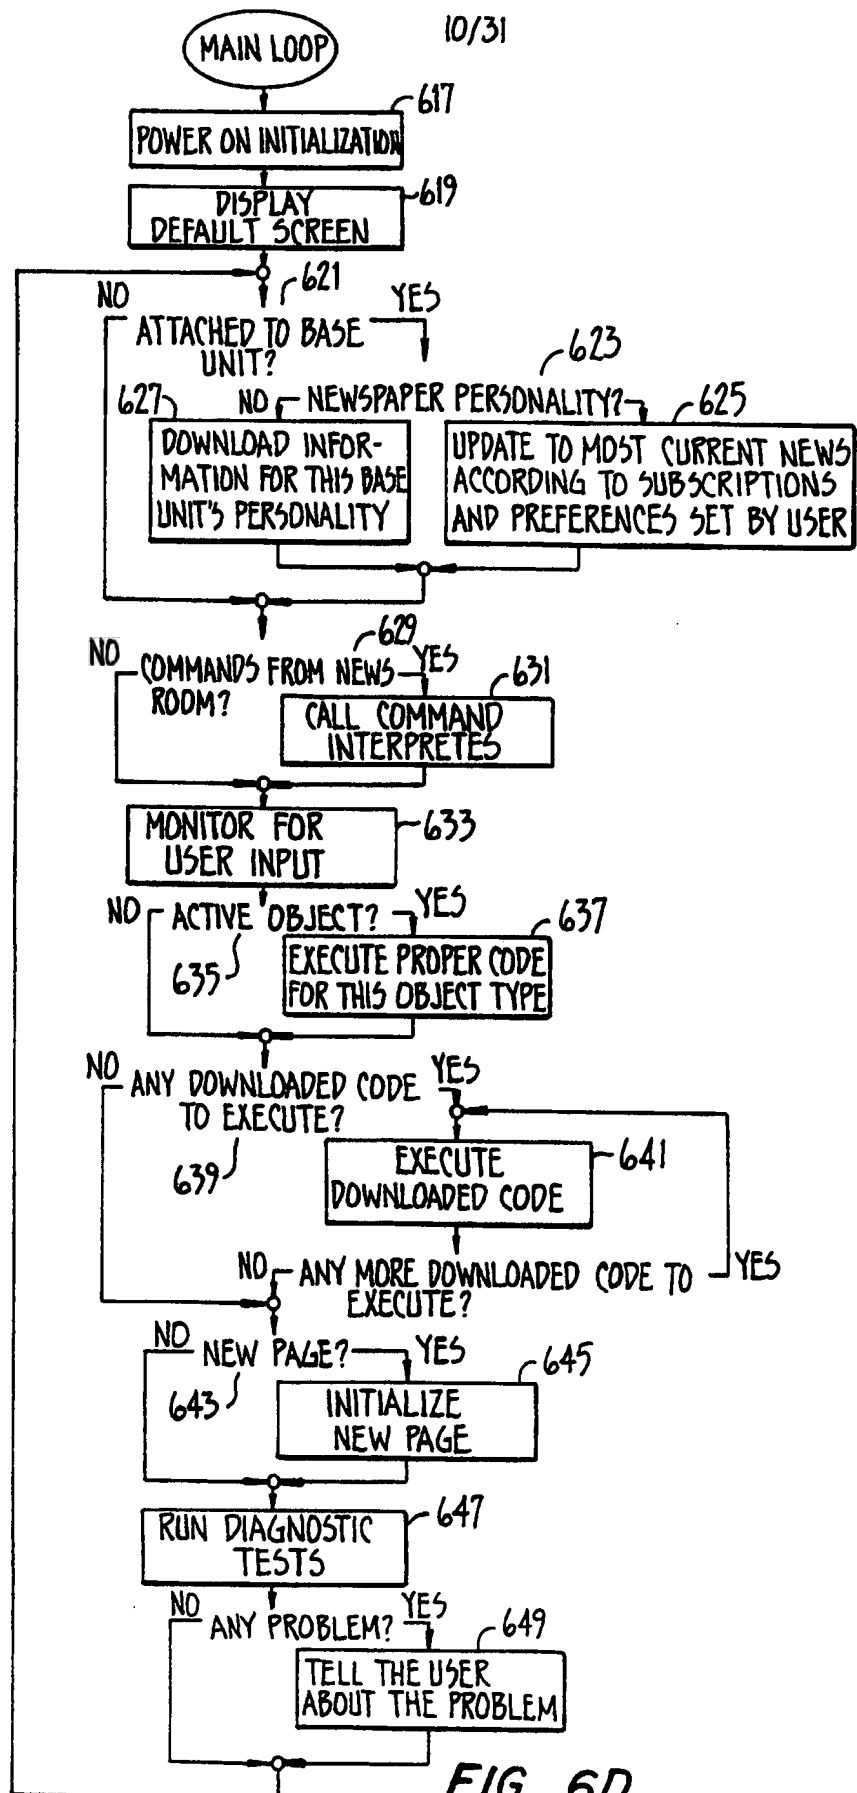 10/31
MAIN LOOP
617
POWER ON INITIALIZATION
619
DISPLAY
DEFAULT SCREEN
621
NO
YES
ATTACHED TO BASE
UNIT?
623
627
NO
NEWSPAPER PERSONALITY?
625
DOWNLOAD INFOR-
MATION FOR THIS BASE
UNIT'S PERSONALITY
UPDATE TO MOST CURRENT NEWS
ACCORDING TO SUBSCRIPTIONS
AND PREFERENCES SET BY USER
629
NO
COMMANDS FROM NEWS
ROOM?
YES
631
CALL COMMAND
INTERPRETES
MONITOR FOR
USER INPUT
633
NO
ACTIVE OBJECT?
YES
635
637
EXECUTE PROPER CODE
FOR THIS OBJECT TYPE
NO
ANY DOWNLOADED CODE
TO EXECUTE?
YES
639
EXECUTE
DOWNLOADED CODE
641
NO
ANY MORE DOWNLOADED CODE TO
EXECUTE?
YES
NO
NEW PAGE?
YES
643
645
INITIALIZE
NEW PAGE
RUN DIAGNOSTIC
TESTS
647
NO
ANY PROBLEM?
YES
649
TELL THE USER
ABOUT THE PROBLEM
FIG. 6D